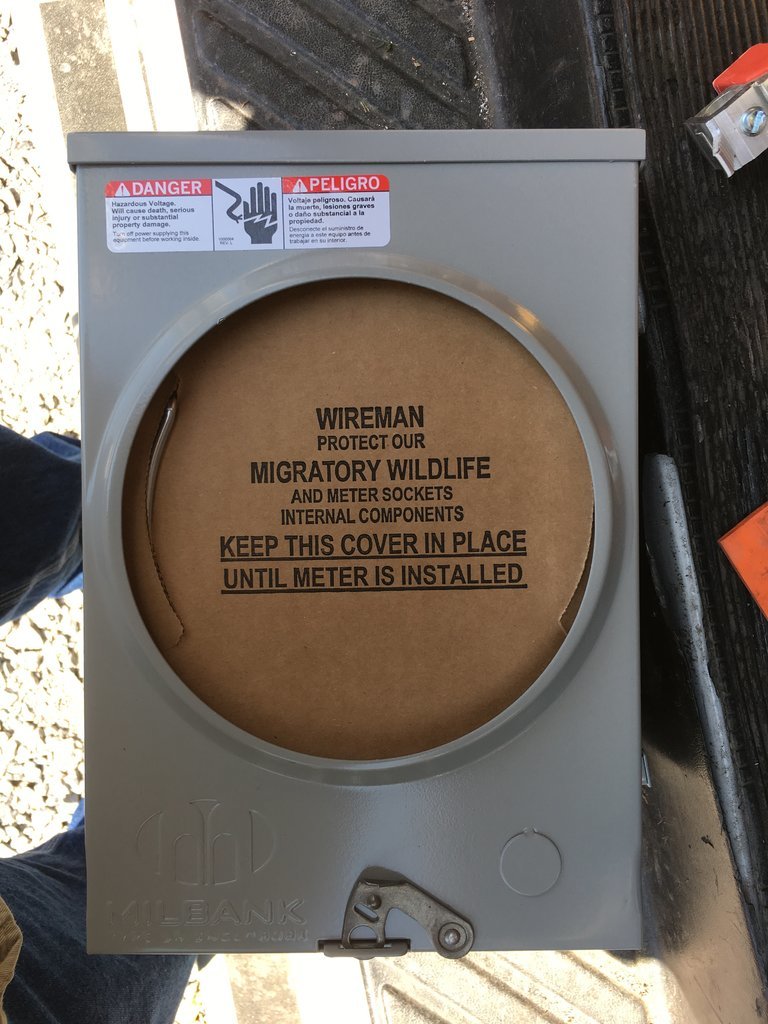 DANGER
Hazardous Voltage.
Will cause death, serious
injury or substantial
property damage.
Turn off power supplying this
equipment before working inside.
PELIGRO
Voltaje peligroso. Causará
la muerte, lesiones graves
o daño substancial a la
propiedad.
Desconecte el suministro de
energia a este equipo antes de
trabajar en su interior.
WIREMAN
PROTECT OUR
MIGRATORY WILDLIFE
AND METER SOCKETS
INTERNAL COMPONENTS
KEEP THIS COVER IN PLACE
UNTIL METER IS INSTALLED
MILBANK